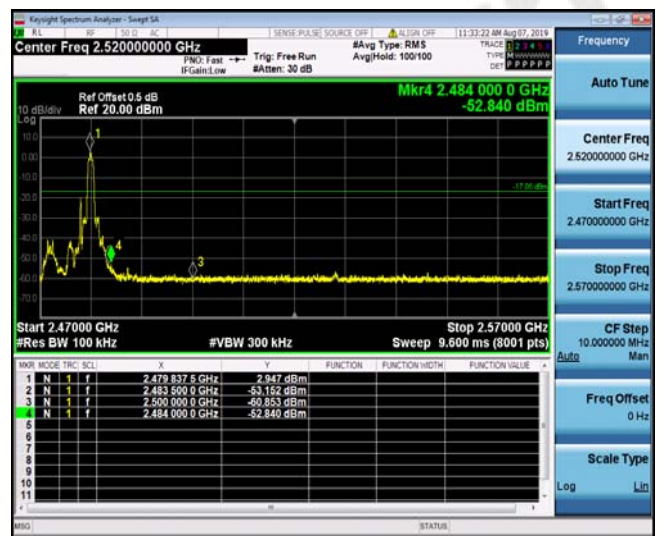 Keysight Spectrum Analyzer - Swept SA
RL RF 50 Ω AC SENSE:PULSE SOURCE OFF ALIGN OFF 11:33:22 AM Aug 07, 2019
Center Freq 2.520000000 GHz
PNO: Fast
IFGain:Low
Trig: Free Run
#Atten: 30 dB
#Avg Type: RMS
Avg|Hold: 100/100
TRACE 1 2 3 4 5 6
TYPE
DET P P P P P P
Ref Offset 0.5 dB
10 dB/div Ref 20.00 dBm
Log
Mkr4 2.484 000 0 GHz
-52.840 dBm
10.0
0.00
-10.0
-20.0
-30.0
-40.0
-50.0
-60.0
-70.0
1
4
3
-17.05 dBm
Start 2.47000 GHz
Stop 2.57000 GHz
#Res BW 100 kHz
#VBW 300 kHz
Sweep 9.600 ms (8001 pts)
MKR MODE TRC SCL X Y FUNCTION FUNCTION WIDTH FUNCTION VALUE
1 N 1 f 2.479 837 5 GHz 2.947 dBm
2 N 1 f 2.483 500 0 GHz -53.152 dBm
3 N 1 f 2.500 000 0 GHz -60.853 dBm
4 N 1 f 2.484 000 0 GHz -52.840 dBm
5
6
7
8
9
10
11
MSG
STATUS
Frequency
Auto Tune
Center Freq
2.520000000 GHz
Start Freq
2.470000000 GHz
Stop Freq
2.570000000 GHz
CF Step
10.000000 MHz
Auto Man
Freq Offset
0 Hz
Scale Type
Log Lin